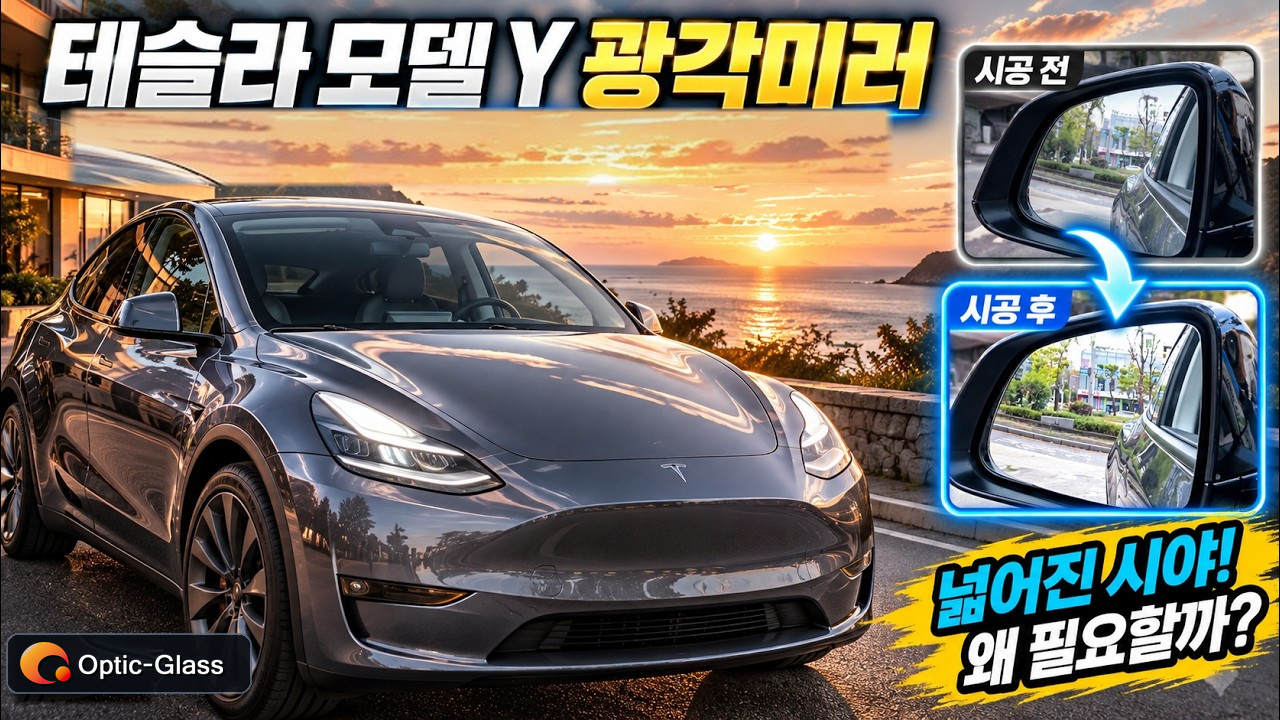 테슬라 모델 Y 광각미러
시공 전
시공 후
넓어진 시야!
왜 필요할까?
Optic-Glass